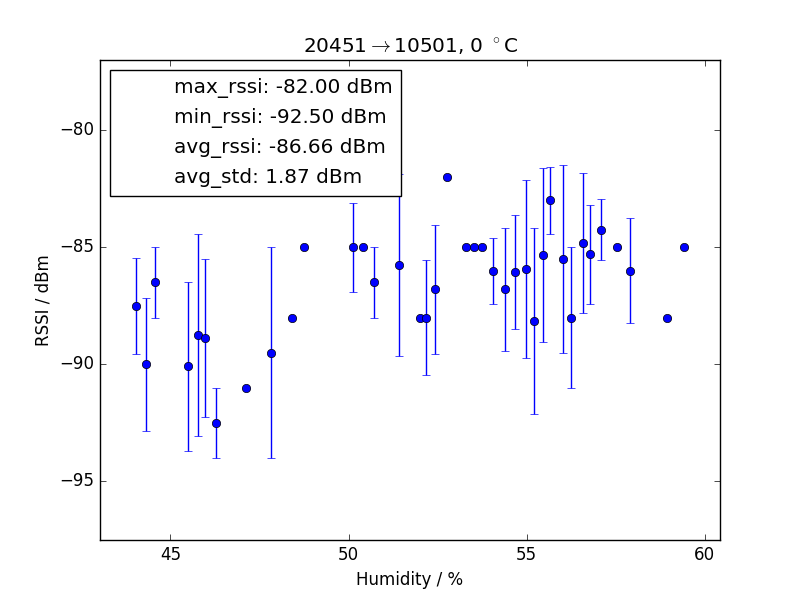 20451→10501, 0 °C
max_rssi: -82.00 dBm
min_rssi: -92.50 dBm
avg_rssi: -86.66 dBm
avg_std: 1.87 dBm
−80
−85
−90
−95
RSSI / dBm
45 50 55 60
Humidity / %